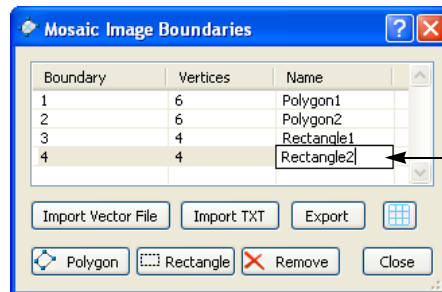 Mosaic Image Boundaries
Boundary Vertices Name
1 6 Polygon1
2 6 Polygon2
3 4 Rectangle1
4 4 Rectangle2
Import Vector File Import TXT Export
Polygon Rectangle Remove Close